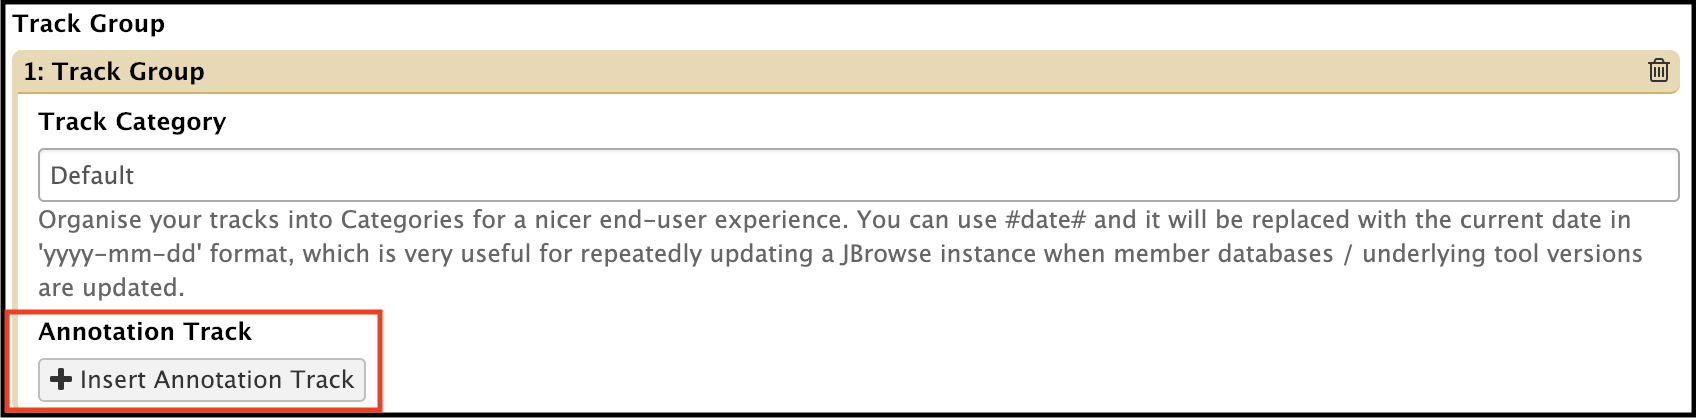 Track Group
1: Track Group
Track Category
Default
Organise your tracks into Categories for a nicer end-user experience. You can use #date# and it will be replaced with the current date in
'yyyy-mm-dd' format, which is very useful for repeatedly updating a JBrowse instance when member databases / underlying tool versions
are updated.
Annotation Track
Insert Annotation Track